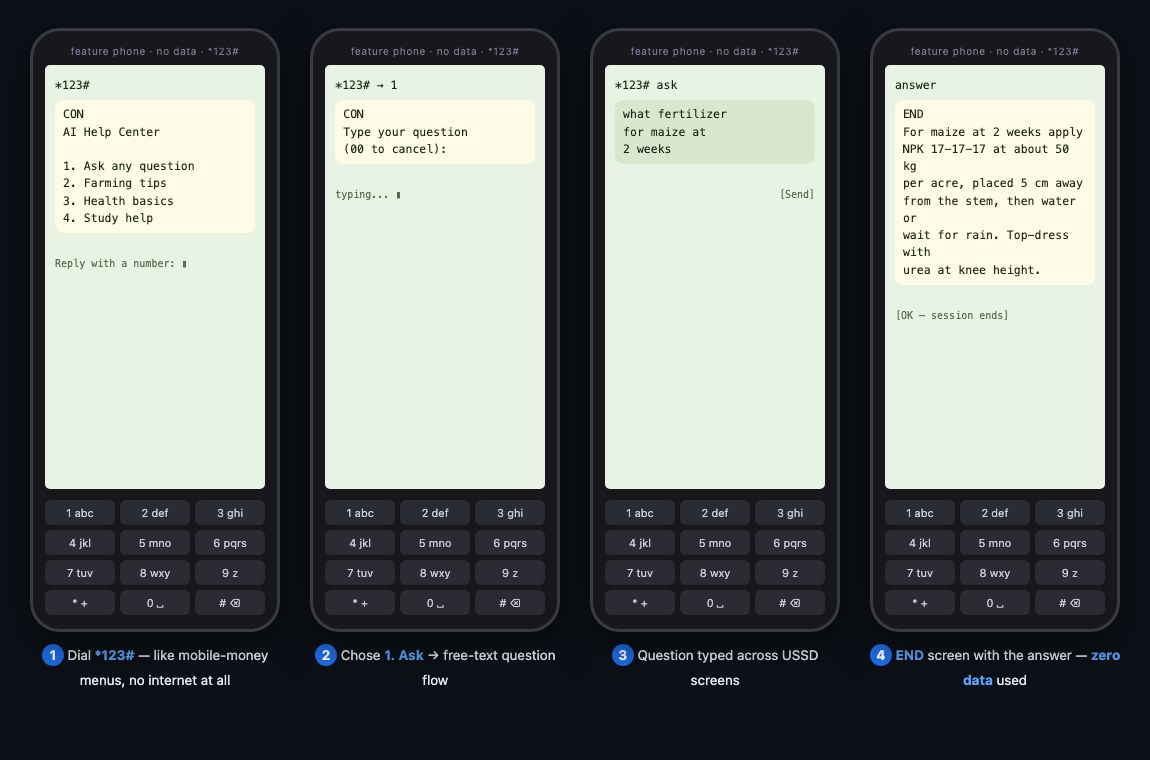 feature phone · no data · *123#
*123#
CON
AI Help Center
1. Ask any question
2. Farming tips
3. Health basics
4. Study help
Reply with a number: ▮
1 abc
2 def
3 ghi
4 jkl
5 mno
6 pqrs
7 tuv
8 wxy
9 z
* +
0 ⎵
# ⌫
1 Dial *123# — like mobile-money
menus, no internet at all
feature phone · no data · *123#
*123# → 1
CON
Type your question
(00 to cancel):
typing... ▮
1 abc
2 def
3 ghi
4 jkl
5 mno
6 pqrs
7 tuv
8 wxy
9 z
* +
0 ⎵
# ⌫
2 Chose 1. Ask → free-text question
flow
feature phone · no data · *123#
*123# ask
what fertilizer
for maize at
2 weeks
[Send]
1 abc
2 def
3 ghi
4 jkl
5 mno
6 pqrs
7 tuv
8 wxy
9 z
* +
0 ⎵
# ⌫
3 Question typed across USSD
screens
feature phone · no data · *123#
answer
END
For maize at 2 weeks apply
NPK 17-17-17 at about 50
kg
per acre, placed 5 cm away
from the stem, then water
or
wait for rain. Top-dress
with
urea at knee height.
[OK — session ends]
1 abc
2 def
3 ghi
4 jkl
5 mno
6 pqrs
7 tuv
8 wxy
9 z
* +
0 ⎵
# ⌫
4 END screen with the answer — zero
data used